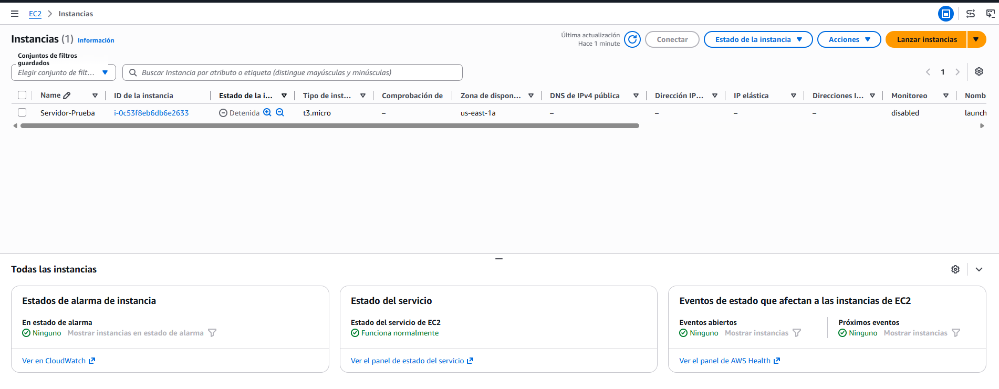 EC2 > Instancias
Instancias (1) Información
Última actualización
Hace 1 minute
Conectar
Estado de la instancia
Acciones
Lanzar instancias
Conjuntos de filtros
guardados
Elegir conjunto de filt...
Buscar Instancia por atributo o etiqueta (distingue mayúsculas y minúsculas)
1
Name ID de la instancia Estado de la i... Tipo de inst... Comprobación de Zona de dispon... DNS de IPv4 pública Dirección IP... IP elástica Direcciones I... Monitoreo Nomb
Servidor-Prueba i-0c53f8eb6db6e2633 Detenida t3.micro – us-east-1a – – – – disabled launch
Todas las instancias
Estados de alarma de instancia
En estado de alarma
Ninguno Mostrar instancias en estado de alarma
Ver en CloudWatch
Estado del servicio
Estado del servicio de EC2
Funciona normalmente
Ver el panel de estado del servicio
Eventos de estado que afectan a las instancias de EC2
Eventos abiertos
Ninguno Mostrar instancias
Próximos eventos
Ninguno Mostrar instancias
Ver el panel de AWS Health